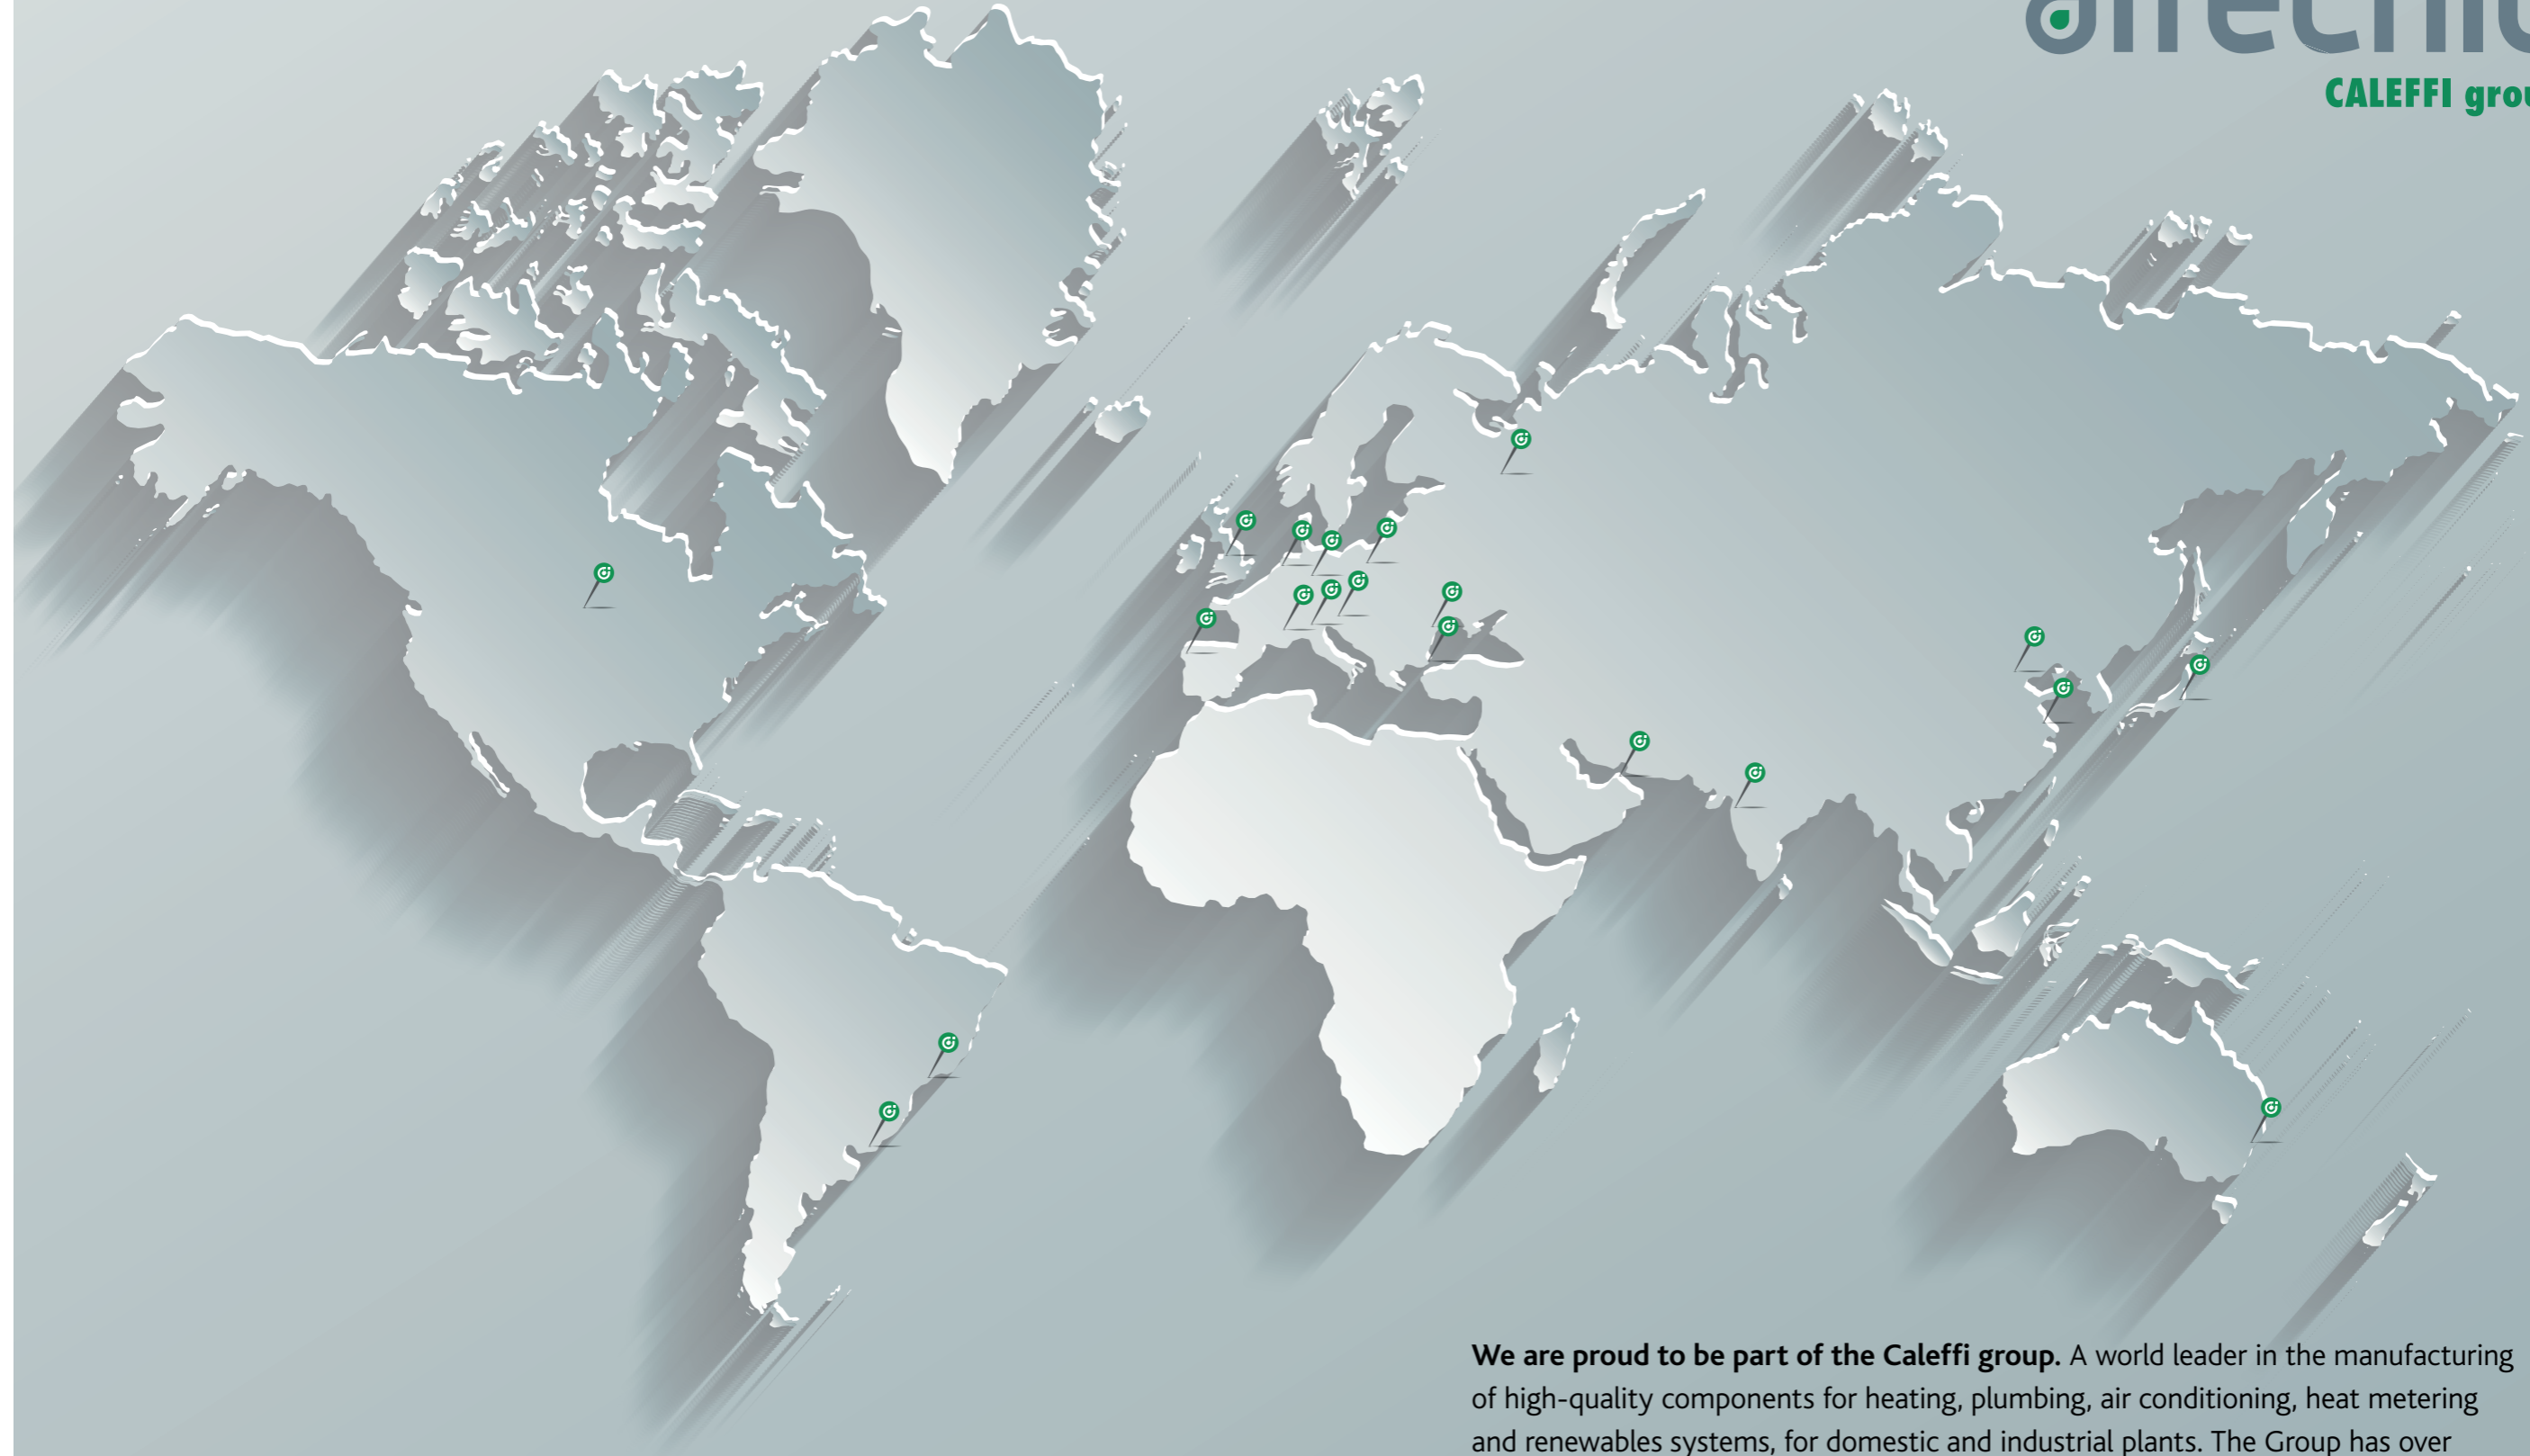 CALEFFI
We are proud to be part of the Caleffi group. A world leader in the manufacturing
of high-quality components for heating, plumbing, air conditioning, heat metering
and renewables systems, for domestic and industrial plants. The Group has over